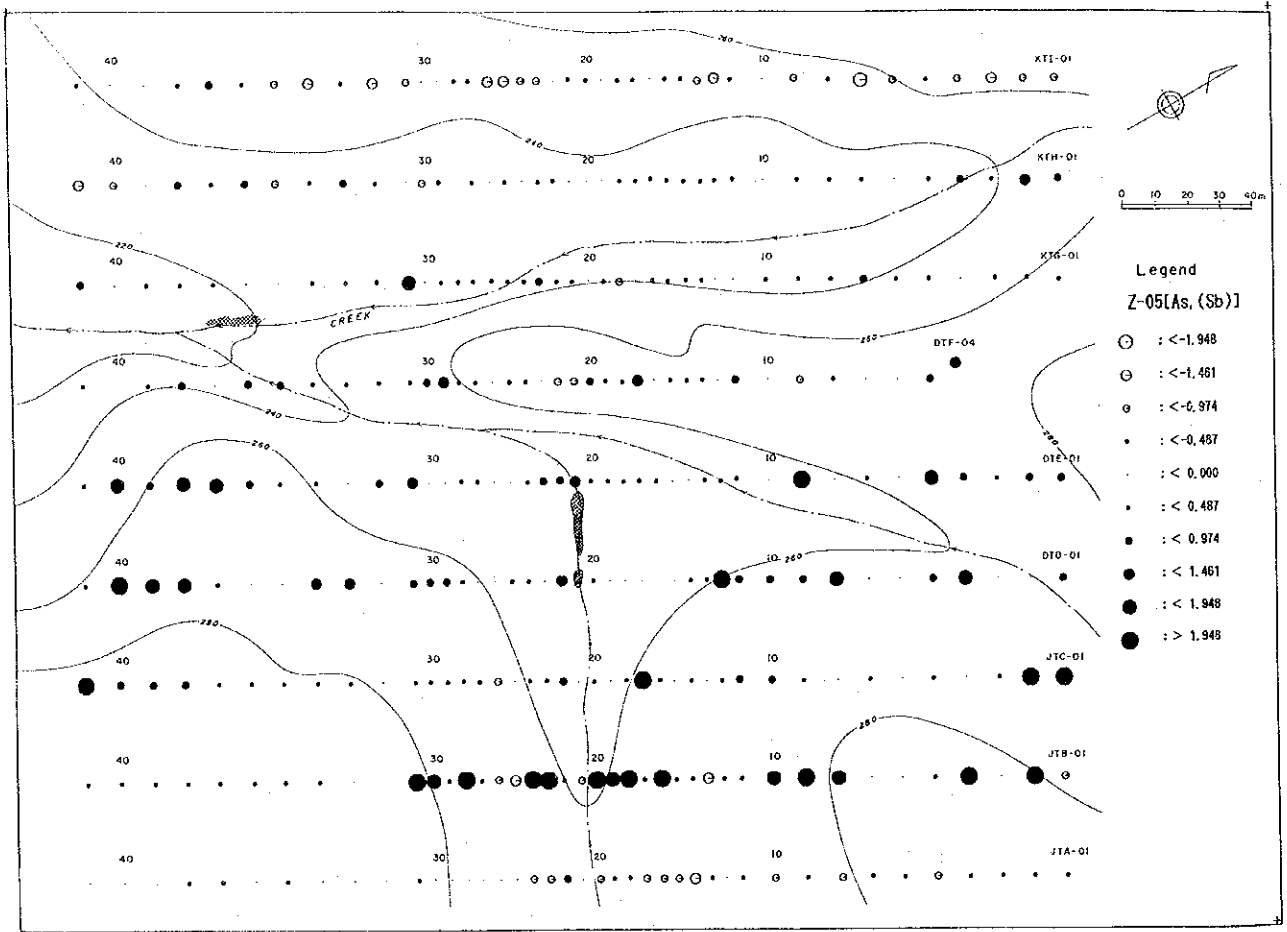 260
40 30 20 10 KTI-01
240
40 30 20 10 KTH-01
0 10 20 30 40m
220
40 30 20 10 KTG-01
CREEK
260
40 30 20 10 DTF-04
240
260
280
40 30 20 10 DTE-01
40 30 20 10 260 DTD-01
280
40 30 20 10 JTC-01
280
40 30 20 10 JTB-01
40 30 20 10 JTA-01
Legend
Z-05[As,(Sb)]
: <-1.948
: <-1.461
: <-0.974
: <-0.487
: < 0.000
: < 0.487
: < 0.974
: < 1.461
: < 1.948
: > 1.948